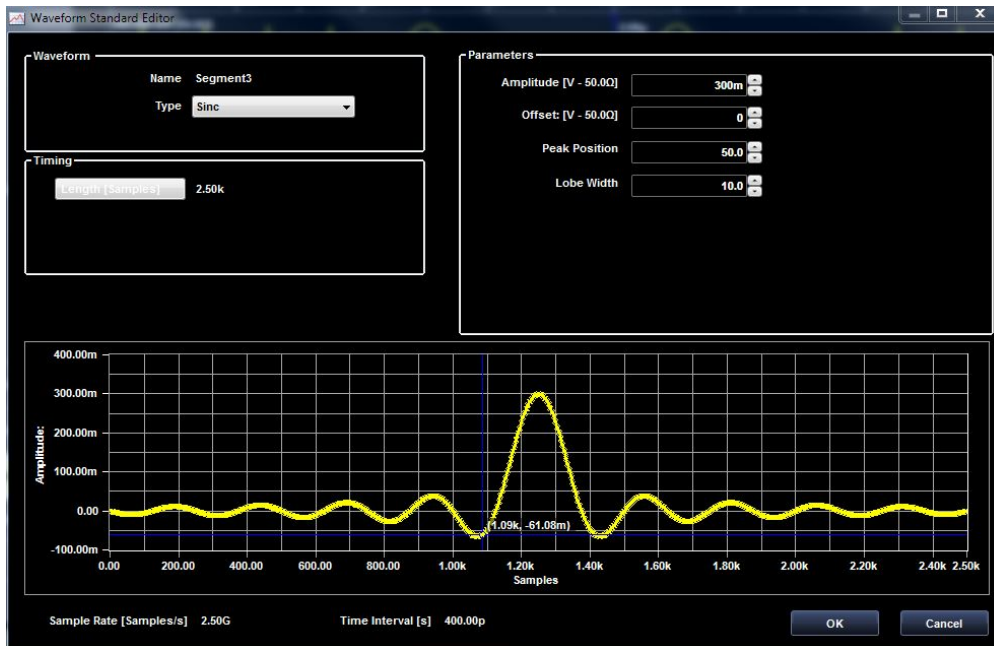 Waveform Standard Editor
Waveform
Name Segment3
Type Sinc
Timing
Length [Samples] 2.50k
Parameters
Amplitude [V - 50.0Ω] 300m
Offset: [V - 50.0Ω] 0
Peak Position 50.0
Lobe Width 10.0
400.00m
300.00m
200.00m
100.00m
0.00
-100.00m
Amplitude:
(1.09k, -61.08m)
0.00 200.00 400.00 600.00 800.00 1.00k 1.20k 1.40k 1.60k 1.80k 2.00k 2.20k 2.40k 2.50k
Samples
Sample Rate [Samples/s] 2.50G Time Interval [s] 400.00p
OK Cancel